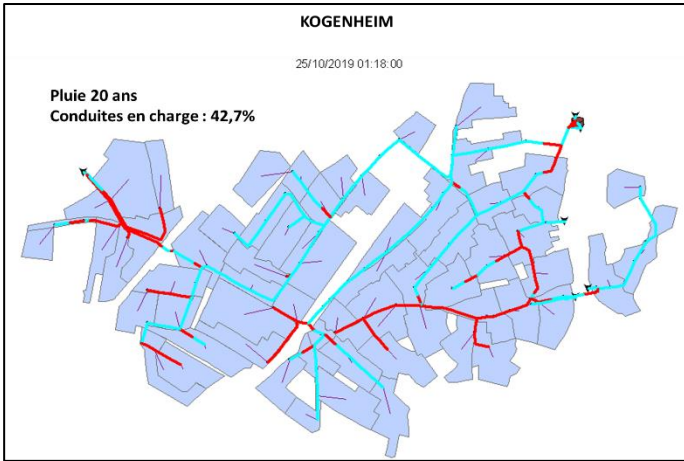 KOGENHEIM
25/10/2019 01:18:00
Pluie 20 ans
Conduites en charge : 42,7%